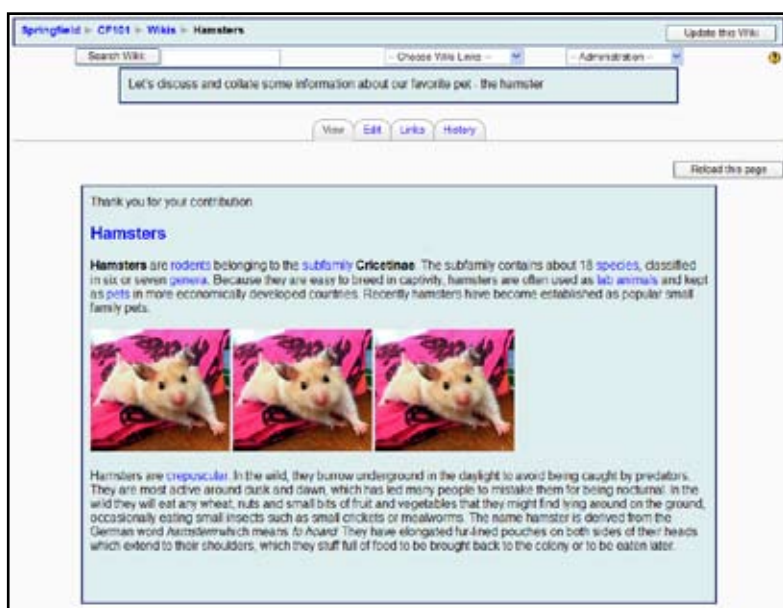 Springfield ► CF101 ► Wikis ► Hamsters
Update this Wiki
Search Wiki:
-- Choose Wiki Links --
-- Administration --
?
Let's discuss and collate some information about our favorite pet - the hamster
View Edit Links History
Reload this page
Thank you for your contribution
Hamsters
Hamsters are rodents belonging to the subfamily Cricetinae. The subfamily contains about 18 species, classified
in six or seven genera. Because they are easy to breed in captivity, hamsters are often used as lab animals and kept
as pets in more economically developed countries. Recently hamsters have become established as popular small
family pets.
Hamsters are crepuscular. In the wild, they burrow underground in the daylight to avoid being caught by predators.
They are most active around dusk and dawn, which has led many people to mistake them for being nocturnal. In the
wild they will eat any wheat, nuts and small bits of fruit and vegetables that they might find lying around on the ground,
occasionally eating small insects such as small crickets or mealworms. The name hamster is derived from the
German word hamstern which means to hoard. They have elongated fur-lined pouches on both sides of their heads
which extend to their shoulders, which they stuff full of food to be brought back to the colony or to be eaten later.